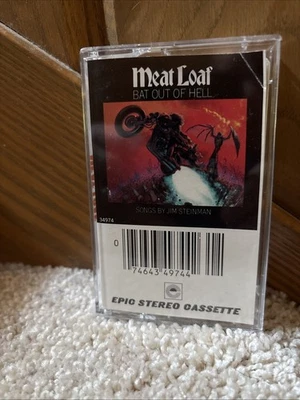 Meat Loaf
BAT OUT OF HELL
34974
SONGS BY JIM STEINMAN
0
74643 49744
EPIC STEREO CASSETTE